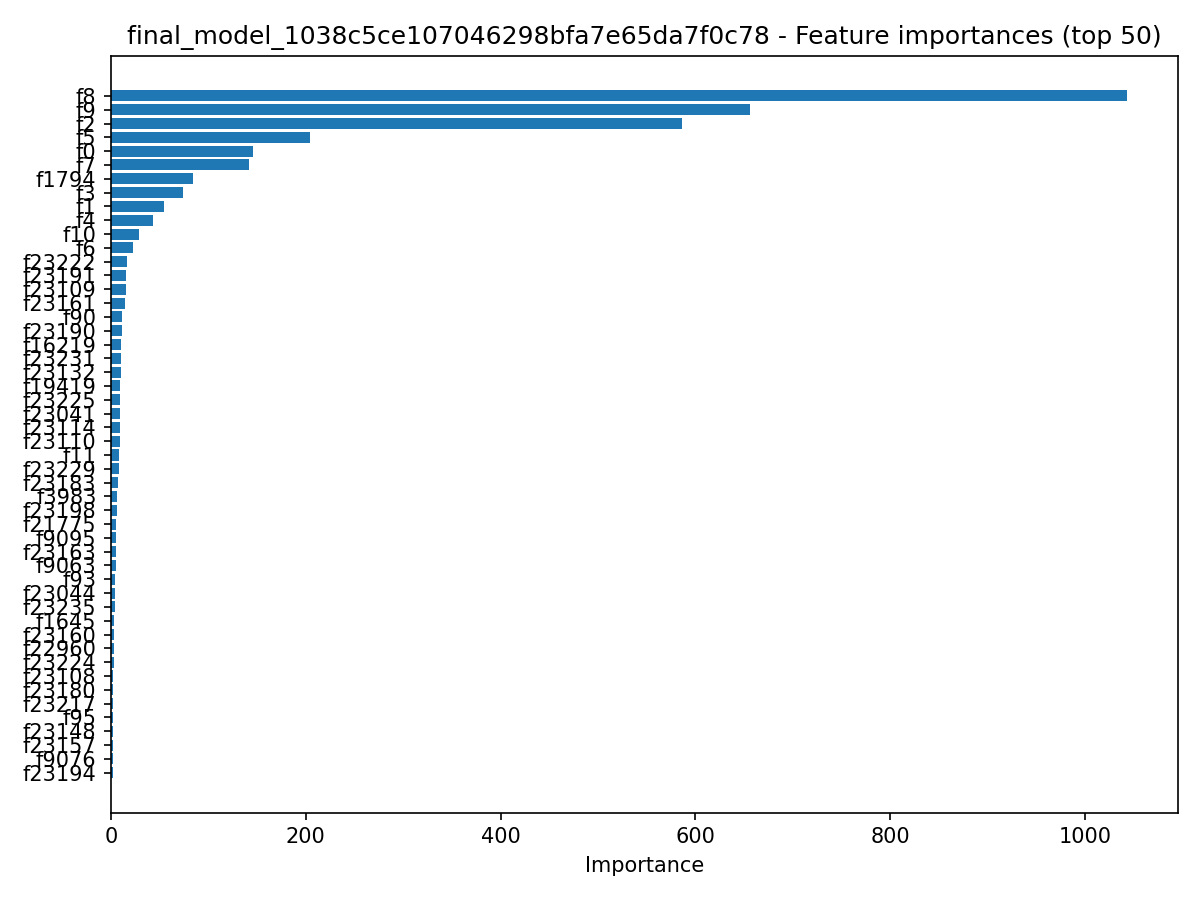 final_model_1038c5ce107046298bfa7e65da7f0c78 - Feature importances (top 50)
f8
f9
f2
f5
f0
f7
f1794
f3
f1
f4
f10
f6
f23222
f23191
f23109
f23161
f90
f23190
f16219
f23231
f23132
f19419
f23225
f23041
f23114
f23110
f11
f23229
f23183
f3983
f23198
f21775
f9095
f23163
f9063
f93
f23044
f23235
f1645
f23160
f22960
f23224
f23108
f23180
f23217
f95
f23148
f23157
f9076
f23194
0 200 400 600 800 1000
Importance